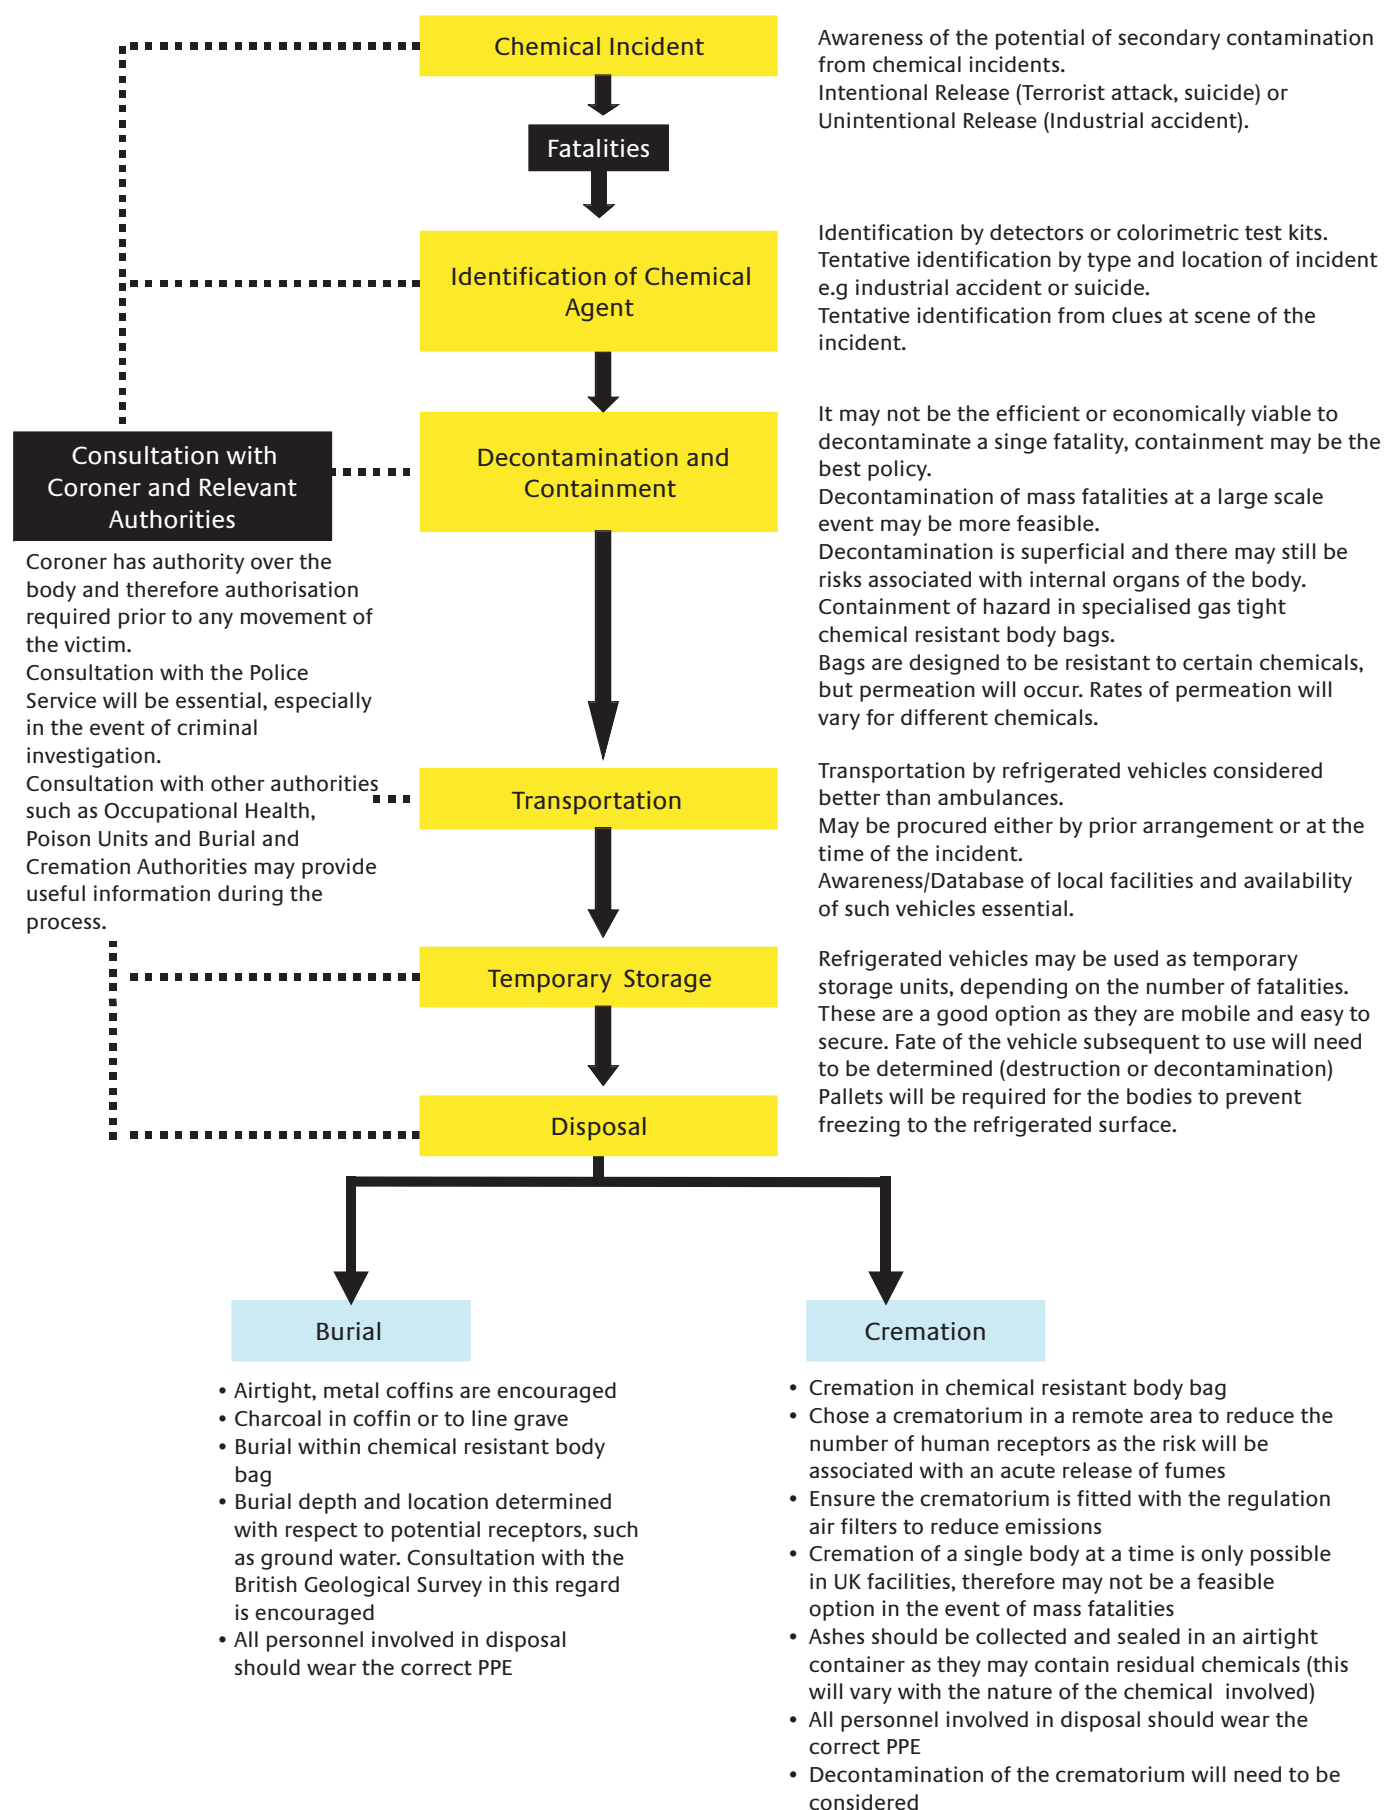 Chemical Incident
Awareness of the potential of secondary contamination
from chemical incidents.
Intentional Release (Terrorist attack, suicide) or
Unintentional Release (Industrial accident).
Fatalities
Identification of Chemical
Agent
Identification by detectors or colorimetric test kits.
Tentative identification by type and location of incident
e.g industrial accident or suicide.
Tentative identification from clues at scene of the
incident.
Consultation with
Coroner and Relevant
Authorities
Coroner has authority over the
body and therefore authorisation
required prior to any movement of
the victim.
Consultation with the Police
Service will be essential, especially
in the event of criminal
investigation.
Consultation with other authorities
such as Occupational Health,
Poison Units and Burial and
Cremation Authorities may provide
useful information during the
process.
Decontamination and
Containment
It may not be the efficient or economically viable to
decontaminate a singe fatality, containment may be the
best policy.
Decontamination of mass fatalities at a large scale
event may be more feasible.
Decontamination is superficial and there may still be
risks associated with internal organs of the body.
Containment of hazard in specialised gas tight
chemical resistant body bags.
Bags are designed to be resistant to certain chemicals,
but permeation will occur. Rates of permeation will
vary for different chemicals.
Transportation
Transportation by refrigerated vehicles considered
better than ambulances.
May be procured either by prior arrangement or at the
time of the incident.
Awareness/Database of local facilities and availability
of such vehicles essential.
Temporary Storage
Refrigerated vehicles may be used as temporary
storage units, depending on the number of fatalities.
These are a good option as they are mobile and easy to
secure. Fate of the vehicle subsequent to use will need
to be determined (destruction or decontamination)
Pallets will be required for the bodies to prevent
freezing to the refrigerated surface.
Disposal
Burial
• Airtight, metal coffins are encouraged
• Charcoal in coffin or to line grave
• Burial within chemical resistant body
bag
• Burial depth and location determined
with respect to potential receptors, such
as ground water. Consultation with the
British Geological Survey in this regard
is encouraged
• All personnel involved in disposal
should wear the correct PPE
Cremation
• Cremation in chemical resistant body bag
• Chose a crematorium in a remote area to reduce the
number of human receptors as the risk will be
associated with an acute release of fumes
• Ensure the crematorium is fitted with the regulation
air filters to reduce emissions
• Cremation of a single body at a time is only possible
in UK facilities, therefore may not be a feasible
option in the event of mass fatalities
• Ashes should be collected and sealed in an airtight
container as they may contain residual chemicals (this
will vary with the nature of the chemical involved)
• All personnel involved in disposal should wear the
correct PPE
• Decontamination of the crematorium will need to be
considered